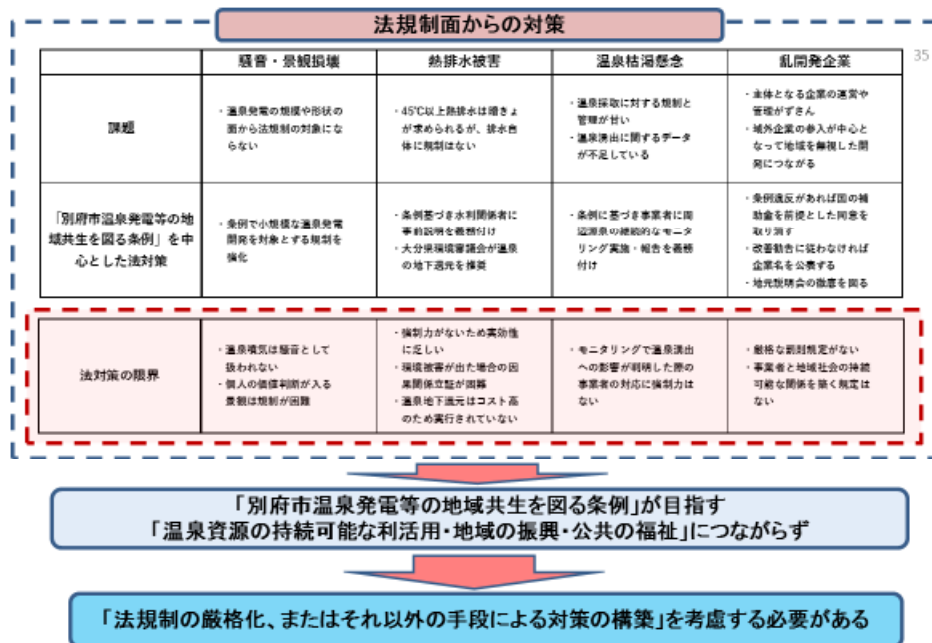 法規制面からの対策
35
騒音・景観損壊
熱排水被害
温泉枯渇懸念
乱開発企業
課題
・温泉発電の規模や形状の
面から法規制の対象にな
らない
・45℃以上熱排水は暗きょ
が求められるが、排水自
体に規制はない
・温泉採取に対する規制と
管理が甘い
・温泉湧出に関するデータ
が不足している
・主体となる企業の運営や
管理がずさん
・域外企業の参入が中心と
なって地域を無視した開
発につながる
「別府市温泉発電等の地
域共生を図る条例」を中
心とした法対策
・条例で小規模な温泉発電
開発を対象とする規制を
強化
・条例基づき水利関係者に
事前説明を義務付け
・大分県環境審議会が温泉
の地下還元を推奨
・条例に基づき事業者に周
辺源泉の継続的なモニ
タリング実施・報告を義務
付け
・条例違反があれば国の補
助金を前提とした同意を
取り消す
・改善勧告に従わなければ
企業名を公表する
・地元説明会の徹底を図る
法対策の限界
・温泉噴気は騒音として
扱われない
・個人の価値判断が入る
景観は規制が困難
・強制力がないため実効性
に乏しい
・環境被害が出た場合の因
果関係立証が困難
・温泉地下還元はコスト高
のため実行されていない
・モニタリングで温泉湧出
への影響が判明した際の
事業者の対応に強制力は
ない
・厳格な罰則規定がない
・事業者と地域社会の持続
可能な関係を築く規定は
ない
「別府市温泉発電等の地域共生を図る条例」が目指す
「温泉資源の持続可能な利活用・地域の振興・公共の福祉」につながらず
「法規制の厳格化、またはそれ以外の手段による対策の構築」を考慮する必要がある